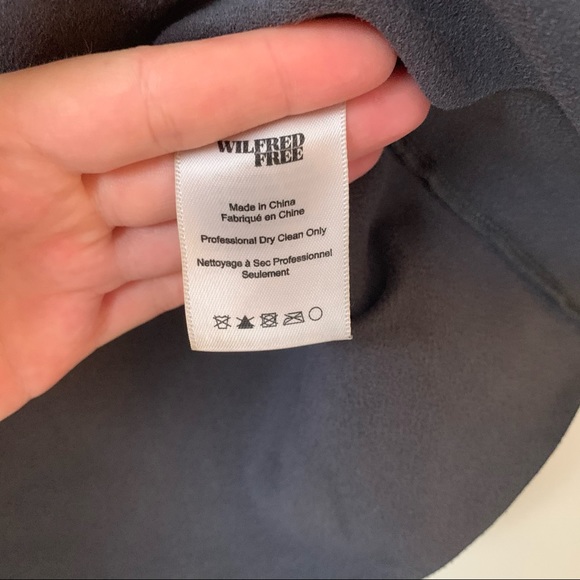 WILFRED
FREE
Made in China
Fabriqué en Chine
Professional Dry Clean Only
Nettoyage à Sec Professionnel
Seulement